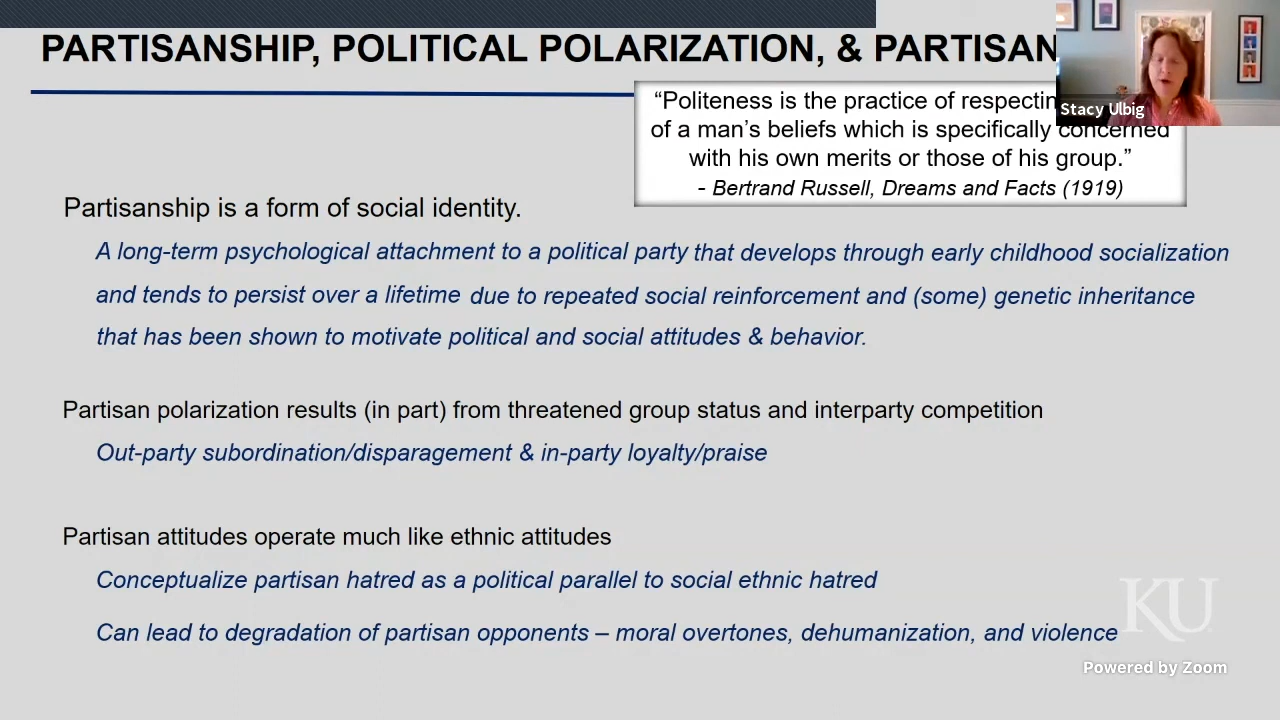 PARTISANSHIP, POLITICAL POLARIZATION, & PARTISAN
Stacy Ulbig
“Politeness is the practice of respectin
of a man’s beliefs which is specifically concerned
with his own merits or those of his group.”
- Bertrand Russell, Dreams and Facts (1919)
Partisanship is a form of social identity.
A long-term psychological attachment to a political party that develops through early childhood socialization
and tends to persist over a lifetime due to repeated social reinforcement and (some) genetic inheritance
that has been shown to motivate political and social attitudes & behavior.
Partisan polarization results (in part) from threatened group status and interparty competition
Out-party subordination/disparagement & in-party loyalty/praise
Partisan attitudes operate much like ethnic attitudes
Conceptualize partisan hatred as a political parallel to social ethnic hatred
Can lead to degradation of partisan opponents – moral overtones, dehumanization, and violence
KU
Powered by Zoom